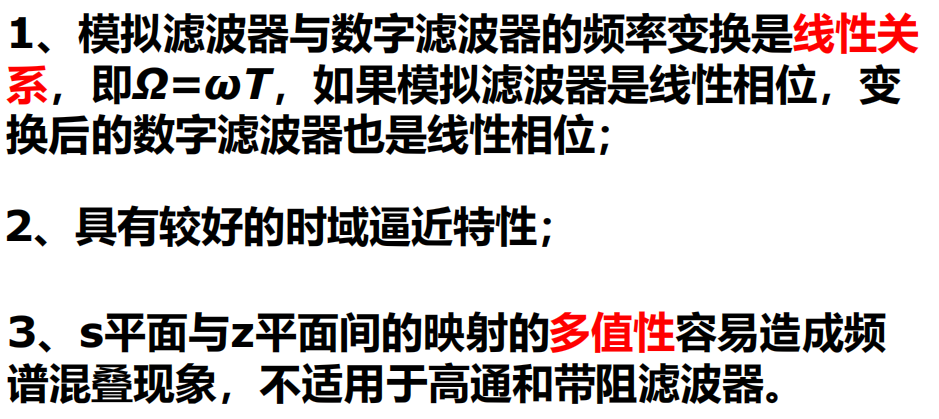 1、模拟滤波器与数字滤波器的频率变换是线性关
系，即Ω=ωT，如果模拟滤波器是线性相位，变
换后的数字滤波器也是线性相位；
2、具有较好的时域逼近特性；
3、s平面与z平面间的映射的多值性容易造成频
谱混叠现象，不适用于高通和带阻滤波器。